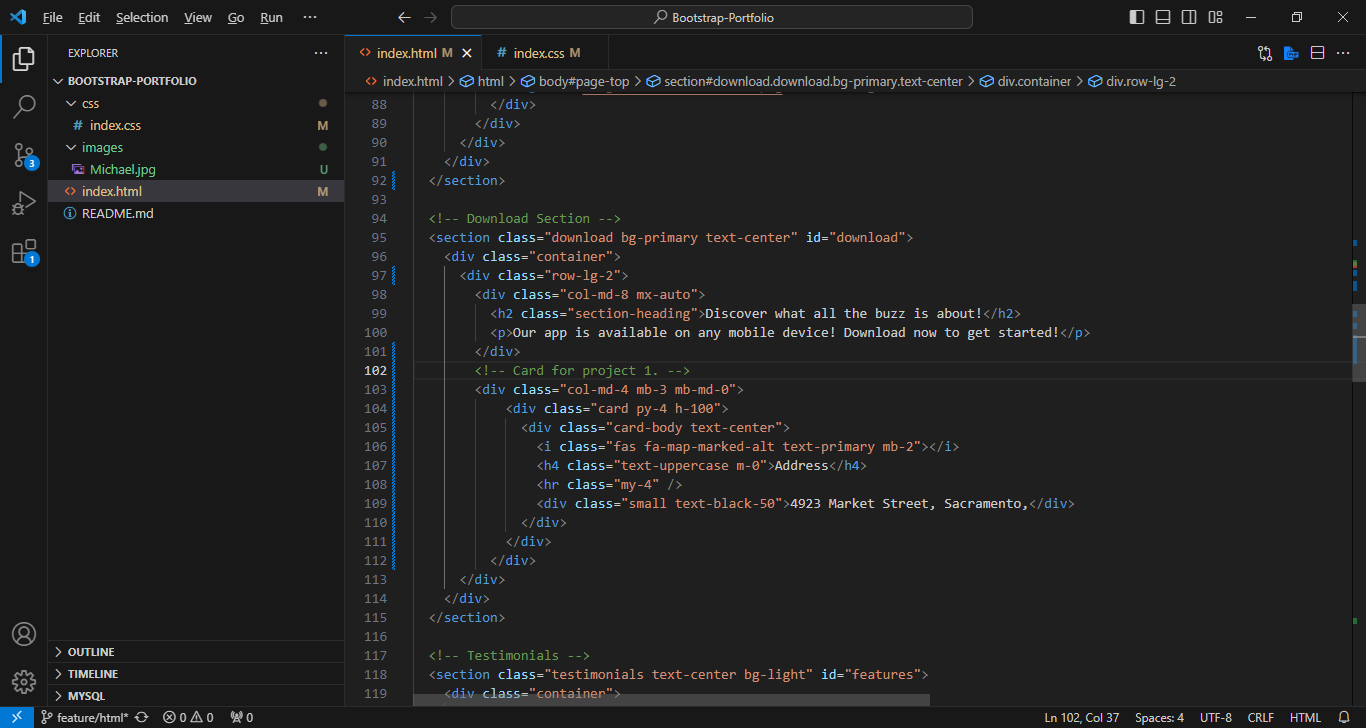 File Edit Selection View Go Run ··· Bootstrap-Portfolio
EXPLORER ···
index.html M
index.css M
BOOTSTRAP-PORTFOLIO
index.html > html > body#page-top > section#download.download.bg-primary.text-center > div.container > div.row-lg-2
css
# index.css M
images
Michael.jpg U
<> index.html M
README.md
3
1
88 </div>
89 </div>
90 </div>
91 </div>
92 </section>
93
94 <!-- Download Section -->
95 <section class="download bg-primary text-center" id="download">
96 <div class="container">
97 <div class="row-lg-2">
98 <div class="col-md-8 mx-auto">
99 <h2 class="section-heading">Discover what all the buzz is about!</h2>
100 <p>Our app is available on any mobile device! Download now to get started!</p>
101 </div>
102 <!-- Card for project 1. -->
103 <div class="col-md-4 mb-3 mb-md-0">
104 <div class="card py-4 h-100">
105 <div class="card-body text-center">
106 <i class="fas fa-map-marked-alt text-primary mb-2"></i>
107 <h4 class="text-uppercase m-0">Address</h4>
108 <hr class="my-4" />
109 <div class="small text-black-50">4923 Market Street, Sacramento,</div>
110 </div>
111 </div>
112 </div>
113 </div>
114 </div>
115 </section>
116
117 <!-- Testimonials -->
118 <section class="testimonials text-center bg-light" id="features">
119 <div class="container">
OUTLINE
TIMELINE
MYSQL
feature/html* 0 0 0 Ln 102, Col 37 Spaces: 4 UTF-8 CRLF HTML